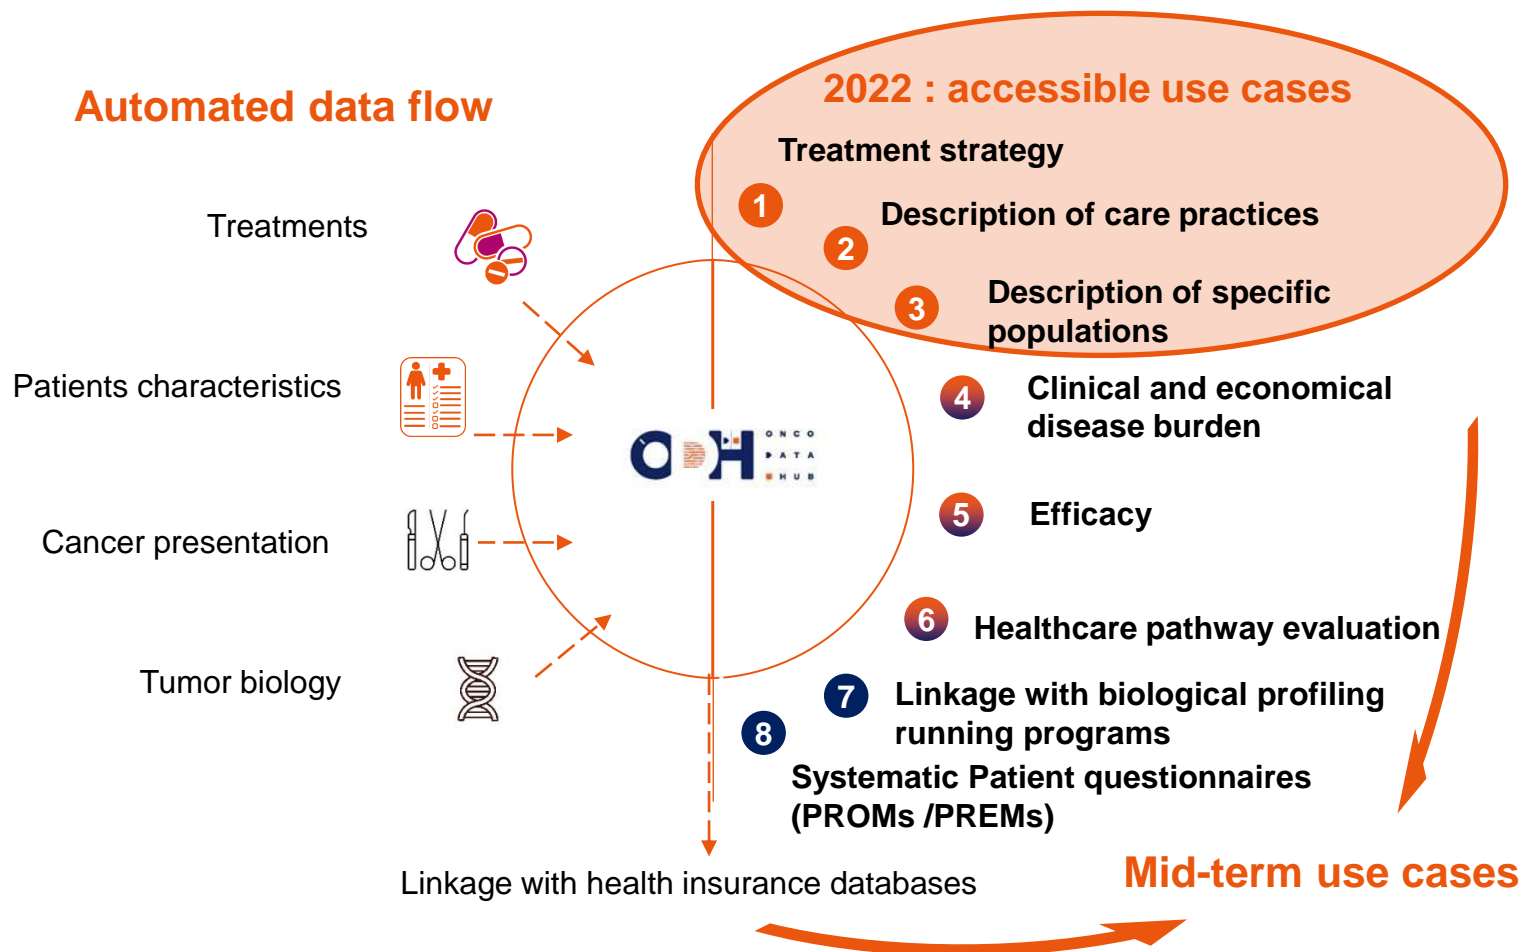 Automated data flow
2022 : accessible use cases
Treatment strategy
1
Treatments
Description of care practices
2
Description of specific
populations
3
Patients characteristics
4
Clinical and economical
disease burden
ODH
ONCO
DATA
HUB
5
Efficacy
Cancer presentation
6
Healthcare pathway evaluation
Tumor biology
7
Linkage with biological profiling
running programs
8
Systematic Patient questionnaires
(PROMs /PREMs)
Linkage with health insurance databases
Mid-term use cases